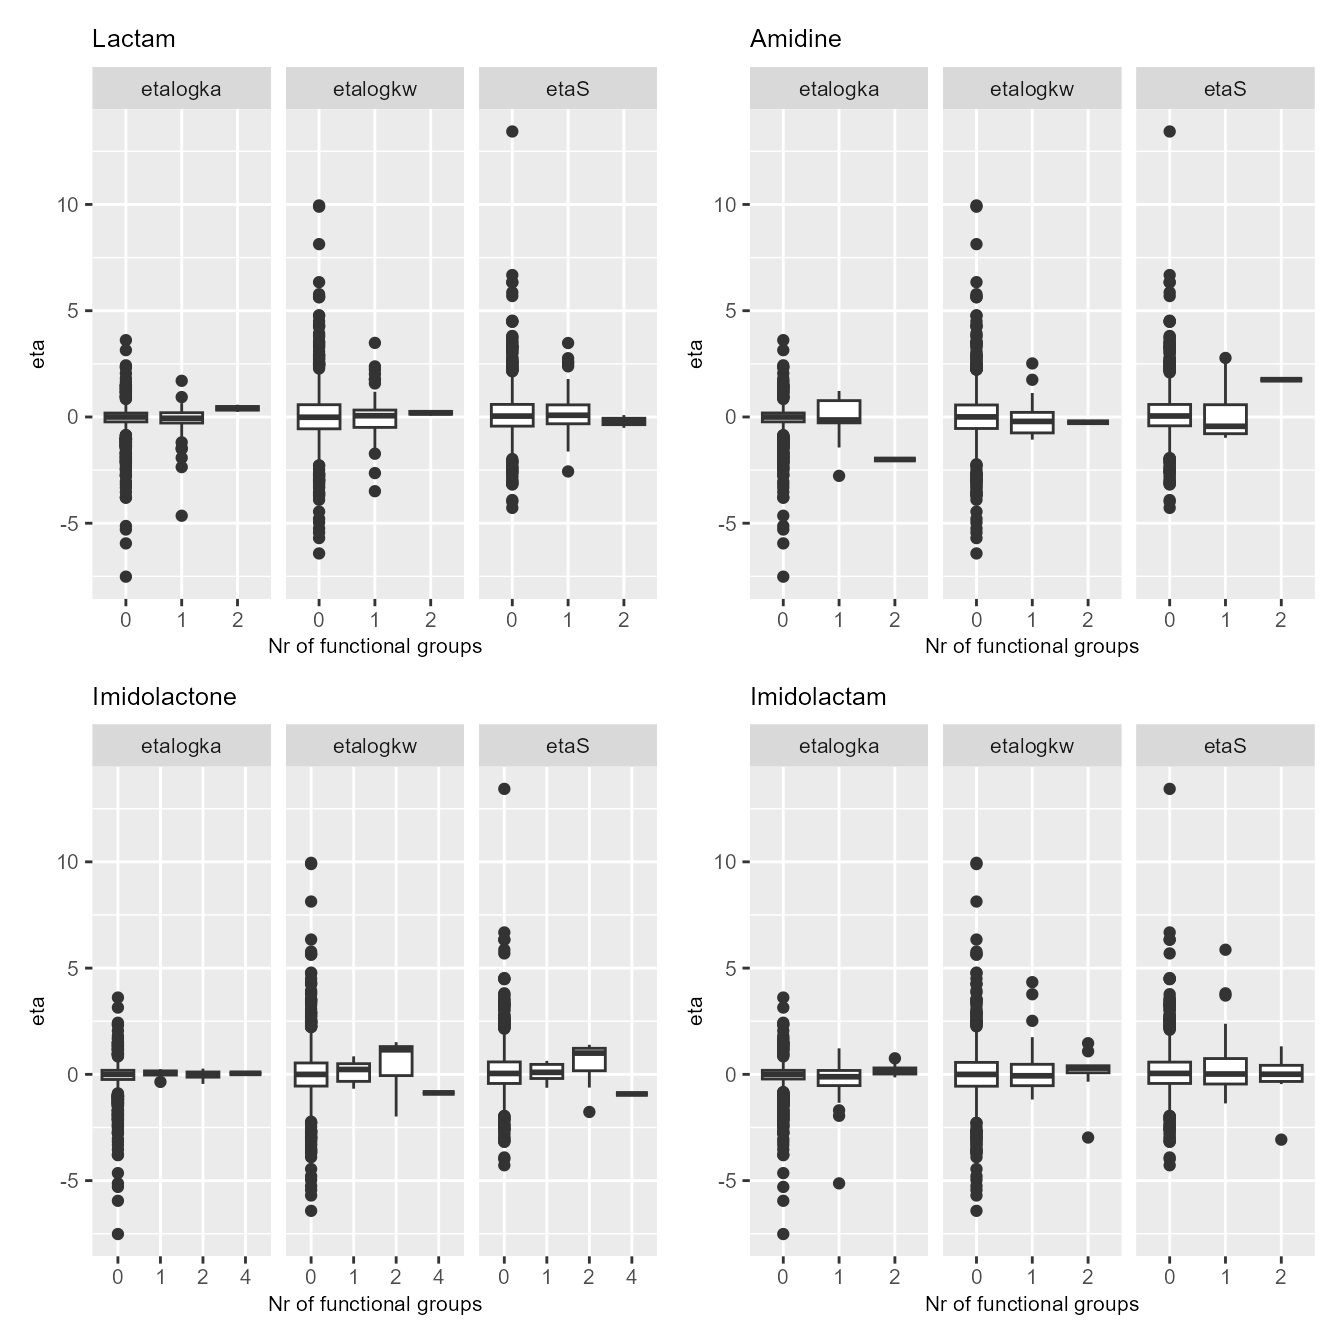 Lactam
etalogka etalogkw etaS
10
5
0
-5
eta
0 1 2 0 1 2 0 1 2
Nr of functional groups
Amidine
etalogka etalogkw etaS
10
5
0
-5
eta
0 1 2 0 1 2 0 1 2
Nr of functional groups
Imidolactone
etalogka etalogkw etaS
10
5
0
-5
eta
0 1 2 4 0 1 2 4 0 1 2 4
Nr of functional groups
Imidolactam
etalogka etalogkw etaS
10
5
0
-5
eta
0 1 2 0 1 2 0 1 2
Nr of functional groups